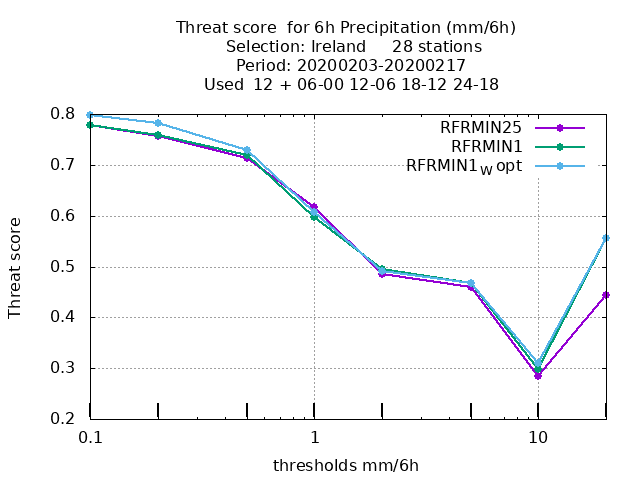 Threat score  for 6h Precipitation (mm/6h)
Selection: Ireland     28 stations
Period: 20200203-20200217
Used  12 + 06-00 12-06 18-12 24-18
RFRMIN25
RFRMIN1
RFRMIN1w opt
0.8
0.7
0.6
0.5
0.4
0.3
0.2
Threat score
0.1 1 10
thresholds mm/6h